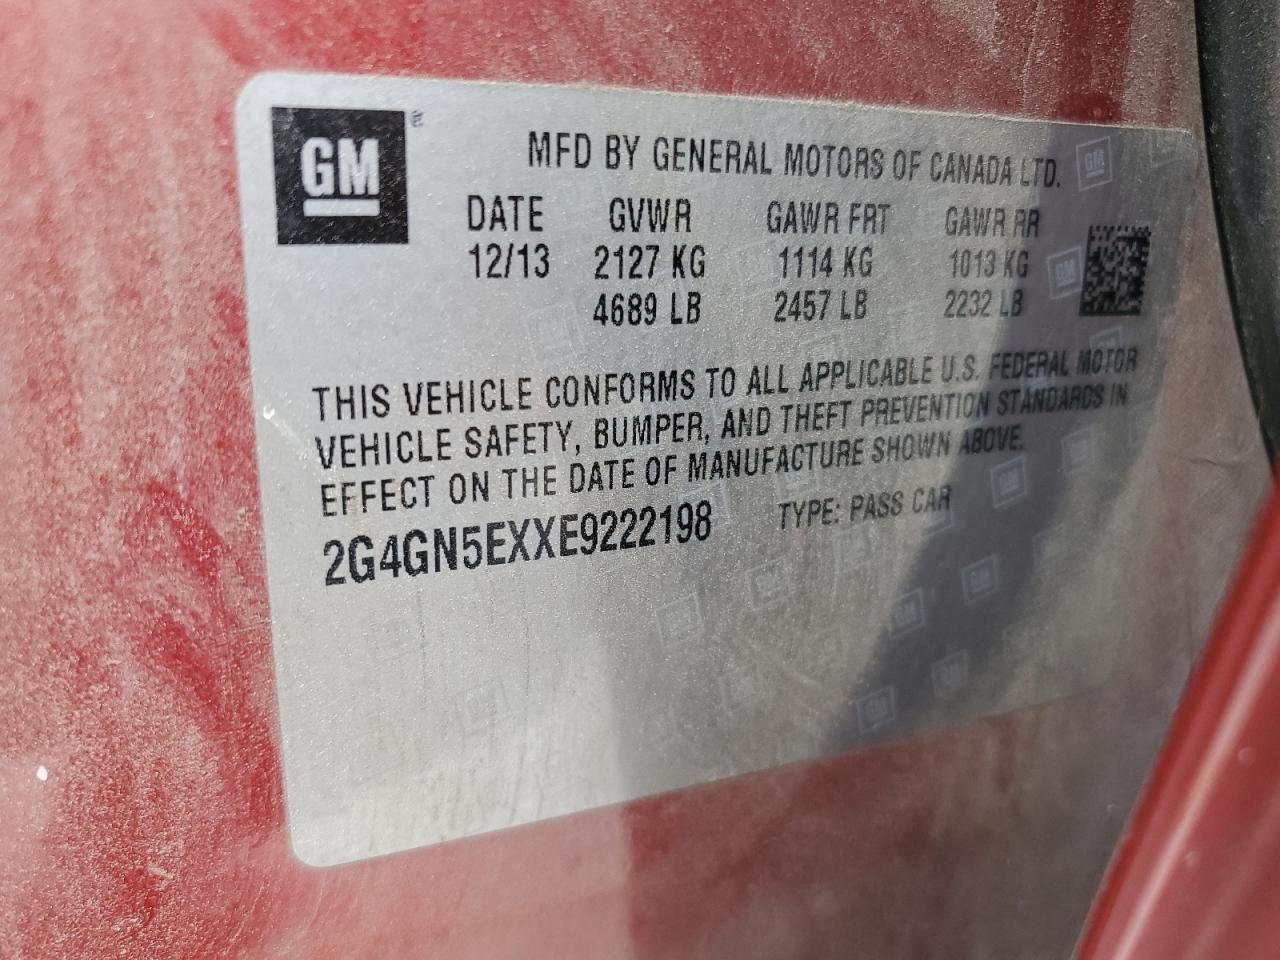 GM
MFD BY GENERAL MOTORS OF CANADA LTD.
DATE GVWR GAWR FRT GAWR RR
12/13 2127 KG 1114 KG 1013 KG
4689 LB 2457 LB 2232 LB
THIS VEHICLE CONFORMS TO ALL APPLICABLE U.S. FEDERAL MOTOR
VEHICLE SAFETY, BUMPER, AND THEFT PREVENTION STANDARDS IN
EFFECT ON THE DATE OF MANUFACTURE SHOWN ABOVE.
2G4GN5EXXE9222198 TYPE: PASS CAR